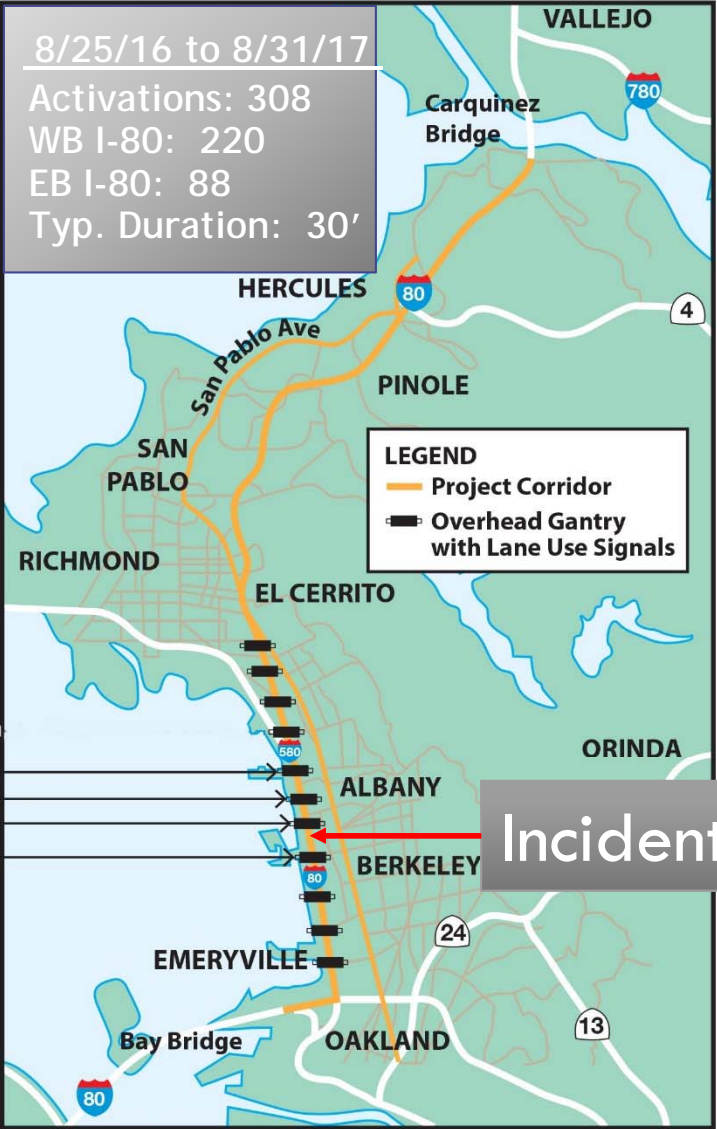 8/25/16 to 8/31/17
Activations: 308
WB I-80: 220
EB I-80: 88
Typ. Duration: 30’
VALLEJO
780
Carquinez
Bridge
HERCULES
80
4
San Pablo Ave
PINOLE
SAN
PABLO
LEGEND
Project Corridor
Overhead Gantry
with Lane Use Signals
RICHMOND
EL CERRITO
580
ORINDA
ALBANY
Incident
BERKELEY
80
24
EMERYVILLE
13
Bay Bridge
OAKLAND
80